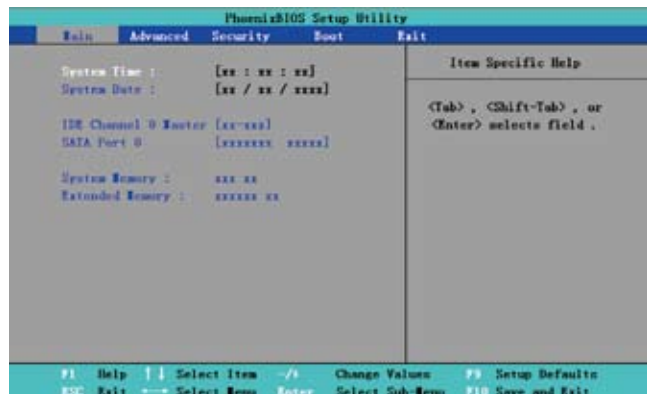 PhoenixBIOS Setup Utility
Main Advanced Security Boot Exit
Item Specific Help
System Time : [xx : xx : xx]
System Date : [xx / xx / xxxx]
<Tab> , <Shift-Tab> , or
<Enter> selects field .
IDE Channel 0 Master [xx-xxx]
SATA Port 0 [xxxxxxx xxxxx]
System Memory : xxx xx
Extended Memory : xxxxxx xx
F1 Help ↑↓ Select Item -/+ Change Values F9 Setup Defaults
ESC Exit ←→ Select Menu Enter Select Sub-Menu F10 Save and Exit